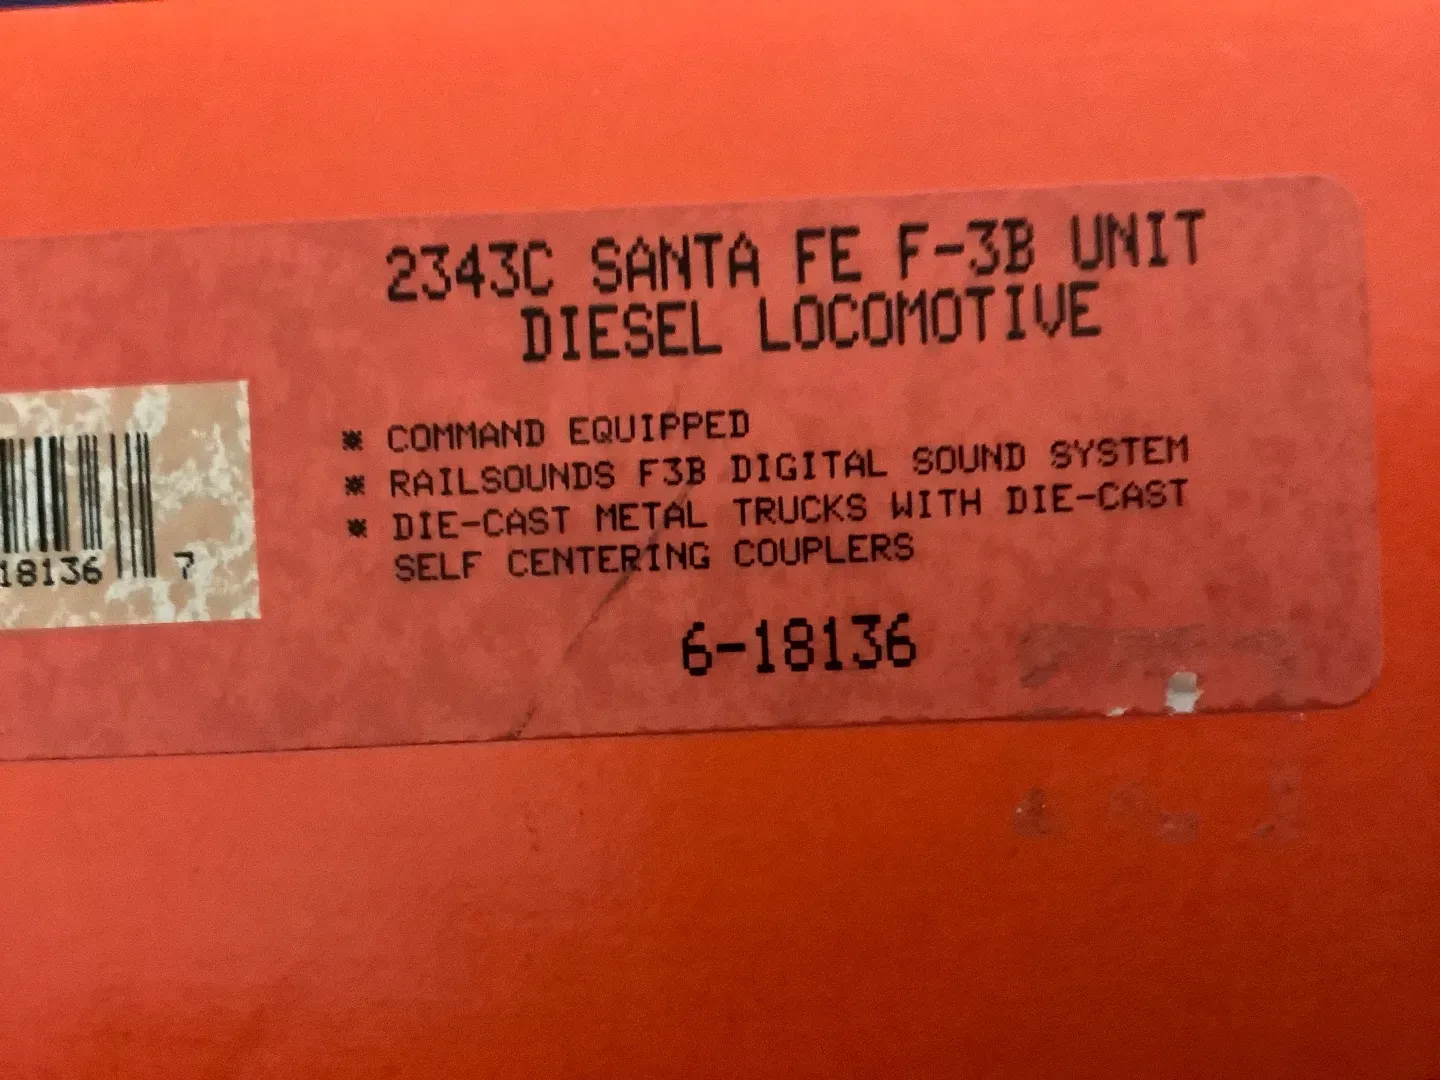 2343C SANTA FE F-3B UNIT
DIESEL LOCOMOTIVE
* COMMAND EQUIPPED
* RAILSOUNDS F3B DIGITAL SOUND SYSTEM
* DIE-CAST METAL TRUCKS WITH DIE-CAST
SELF CENTERING COUPLERS
18136 7
6-18136